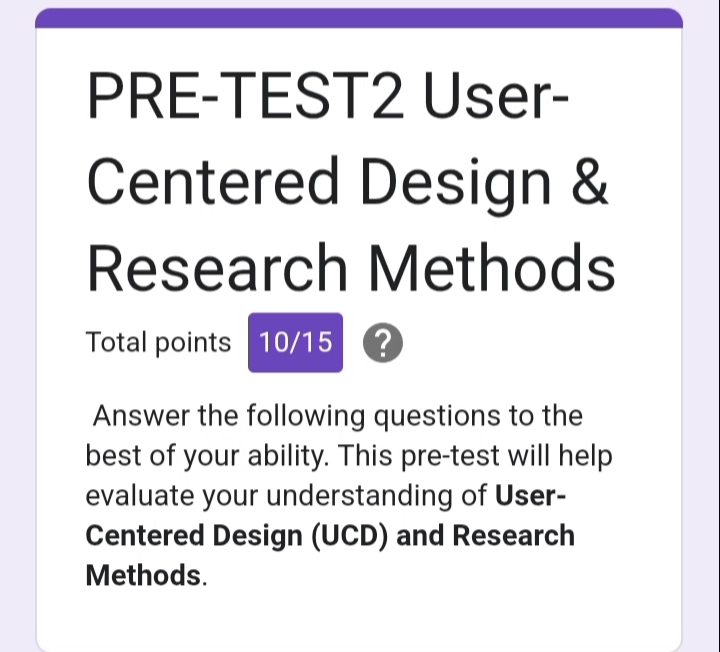 PRE-TEST2 User-
Centered Design &
Research Methods
Total points 10/15 ?
Answer the following questions to the
best of your ability. This pre-test will help
evaluate your understanding of User-
Centered Design (UCD) and Research
Methods.